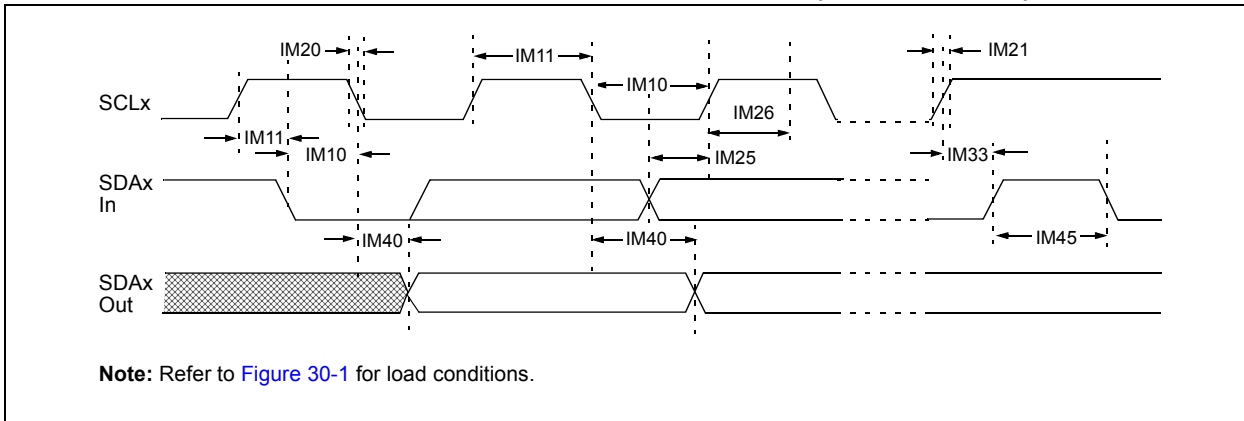 IM20
IM11
IM21
IM10
SCLx
IM26
IM11
IM10
IM25
IM33
SDAx
In
IM40
IM40
IM45
SDAx
Out
Note: Refer to Figure 30-1 for load conditions.